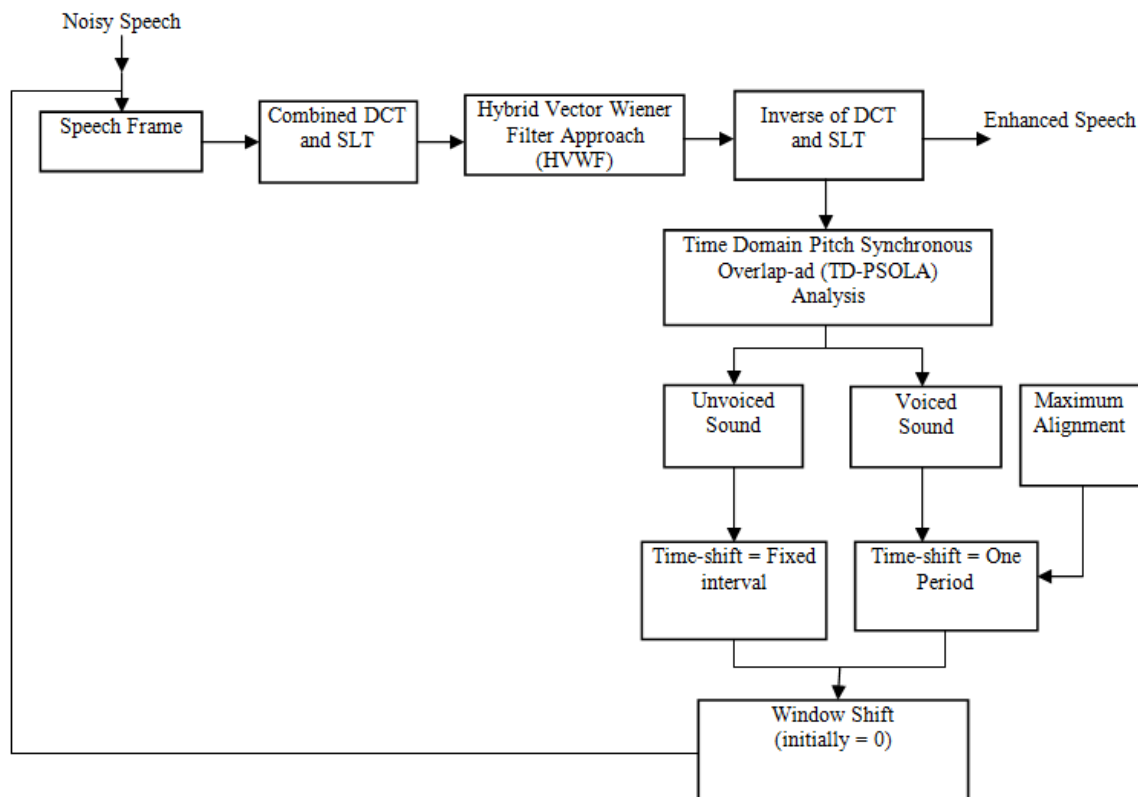 Noisy Speech
Speech Frame
Combined DCT
and SLT
Hybrid Vector Wiener
Filter Approach
(HVWF)
Inverse of DCT
and SLT
Enhanced Speech
Time Domain Pitch Synchronous
Overlap-ad (TD-PSOLA)
Analysis
Unvoiced
Sound
Voiced
Sound
Maximum
Alignment
Time-shift = Fixed
interval
Time-shift = One
Period
Window Shift
(initially = 0)